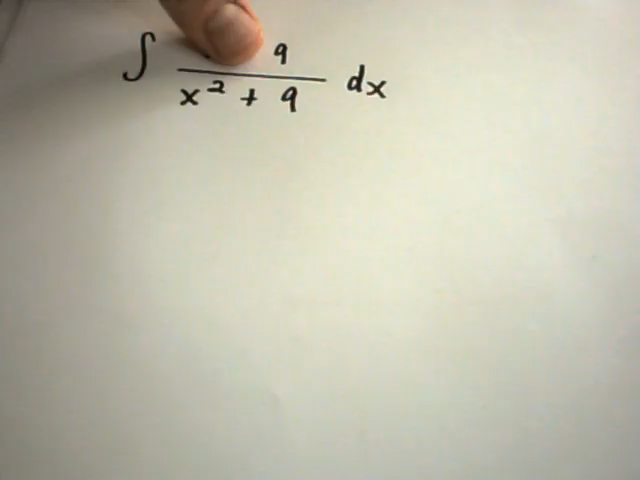 ∫ 9 / (x² + 9) dx